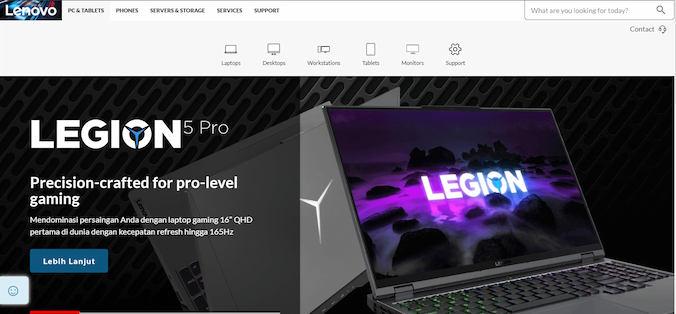 Lenovo
PC & TABLETS PHONES SERVERS & STORAGE SERVICES SUPPORT
What are you looking for today?
Contact
Laptops Desktops Workstations Tablets Monitors Support
LEGION 5 Pro
Precision-crafted for pro-level
gaming
Mendominasi persaingan Anda dengan laptop gaming 16" QHD
pertama di dunia dengan kecepatan refresh hingga 165Hz
Lebih Lanjut
LEGION